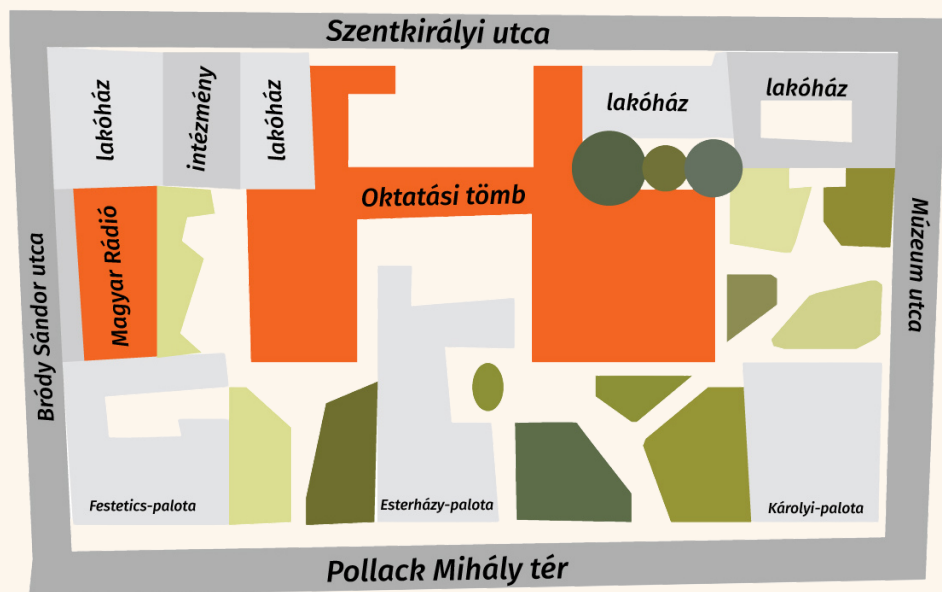 Szentkirályi utca
lakóház
intézmény
lakóház
lakóház
lakóház
Oktatási tömb
Magyar Rádió
Bródy Sándor utca
Múzeum utca
Festetics-palota
Esterházy-palota
Károlyi-palota
Pollack Mihály tér